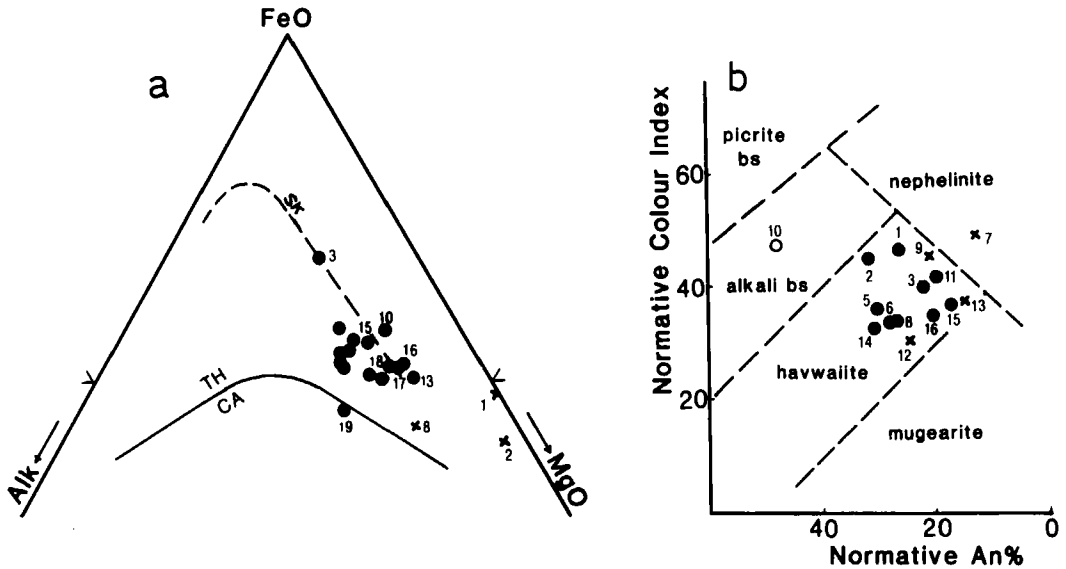 a
FeO
SK
3
15
10
18
16
17
13
TH
CA
19
8
1
2
Alk
MgO
b
Normative Colour Index
60
40
20
picrite
bs
nephelinite
10
alkali bs
1
9
7
2
3
11
5
6
8
13
14
12
16
15
havwaiite
mugearite
40
20
0
Normative An%